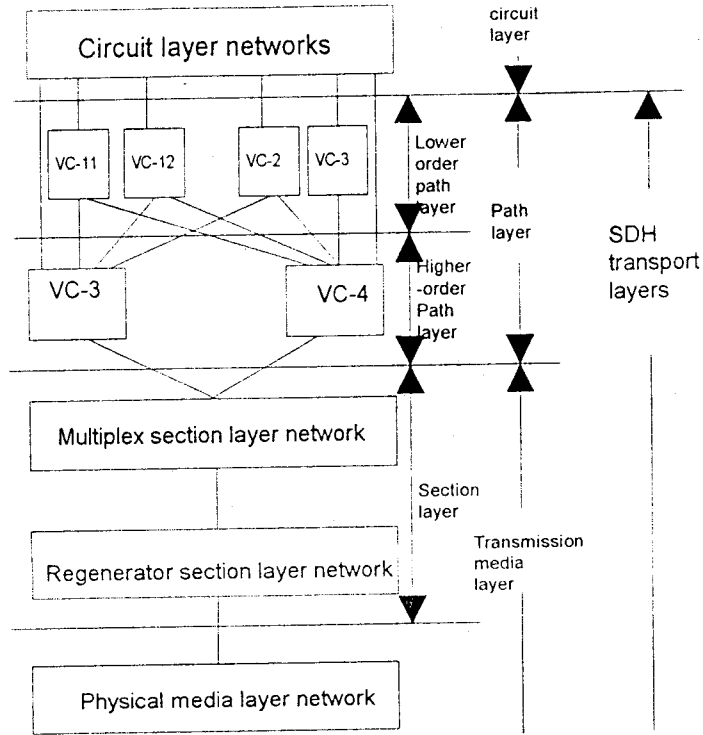 circuit
layer
Circuit layer networks
VC-11
VC-12
VC-2
VC-3
Lower
order
path
layer
Path
layer
SDH
transport
layers
VC-3
VC-4
Higher
-order
Path
layer
Multiplex section layer network
Section
layer
Regenerator section layer network
Transmission
media
layer
Physical media layer network